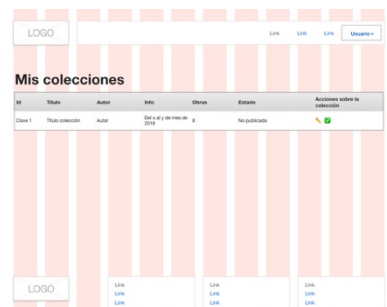 LOGO
Link Link Link Usuario
Mis colecciones
Id Título Autor Info Obras Estado Acciones sobre la
colección
Clave 1 Título colección Autor Del x al y de mes de
2018 8 No publicada
LOGO
Link Link Link
Link Link Link
Link Link Link